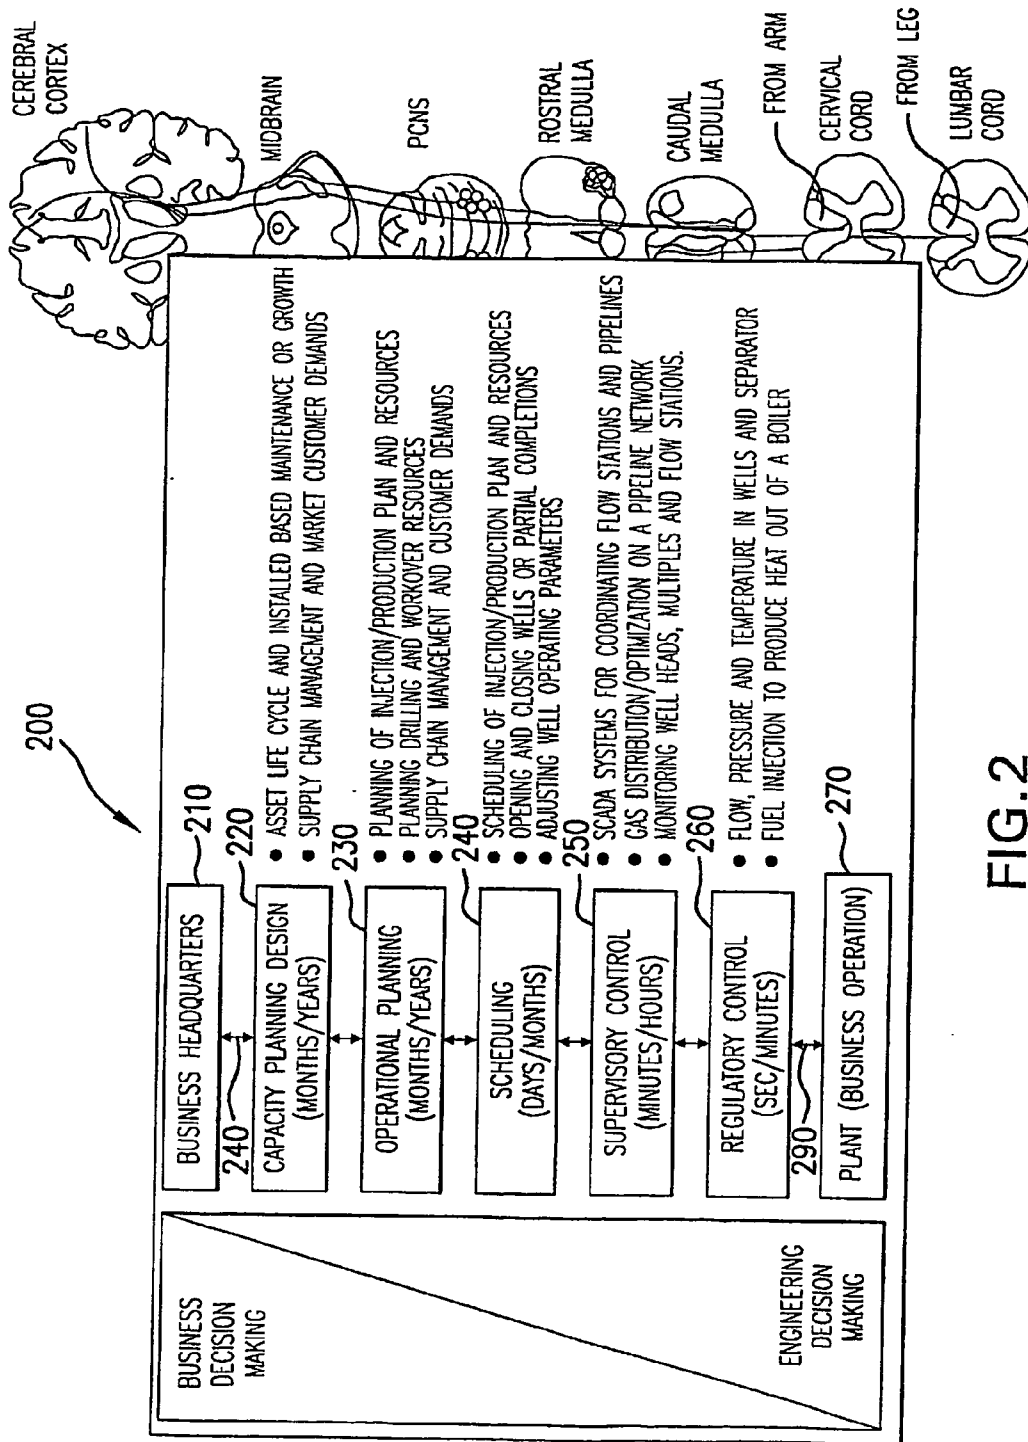 200
BUSINESS
DECISION
MAKING
ENGINEERING
DECISION
MAKING
BUSINESS HEADQUARTERS
210
240
CAPACITY PLANNING DESIGN
(MONTHS/YEARS)
220
● ASSET LIFE CYCLE AND INSTALLED BASED MAINTENANCE OR GROWTH
● SUPPLY CHAIN MANAGEMENT AND MARKET CUSTOMER DEMANDS
OPERATIONAL PLANNING
(MONTHS/YEARS)
230
● PLANNING OF INJECTION/PRODUCTION PLAN AND RESOURCES
● PLANNING DRILLING AND WORKOVER RESOURCES
● SUPPLY CHAIN MANAGEMENT AND CUSTOMER DEMANDS
SCHEDULING
(DAYS/MONTHS)
240
● SCHEDULING OF INJECTION/PRODUCTION PLAN AND RESOURCES
● OPENING AND CLOSING WELLS OR PARTIAL COMPLETIONS
● ADJUSTING WELL OPERATING PARAMETERS
SUPERVISORY CONTROL
(MINUTES/HOURS)
250
● SCADA SYSTEMS FOR COORDINATING FLOW STATIONS AND PIPELINES
● GAS DISTRIBUTION/OPTIMIZATION ON A PIPELINE NETWORK
● MONITORING WELL HEADS, MULTIPLES AND FLOW STATIONS.
REGULATORY CONTROL
(SEC/MINUTES)
260
● FLOW, PRESSURE AND TEMPERATURE IN WELLS AND SEPARATOR
● FUEL INJECTION TO PRODUCE HEAT OUT OF A BOILER
290
PLANT (BUSINESS OPERATION)
270
CEREBRAL
CORTEX
MIDBRAIN
PCNS
ROSTRAL
MEDULLA
CAUDAL
MEDULLA
FROM ARM
CERVICAL
CORD
FROM LEG
LUMBAR
CORD
FIG.2